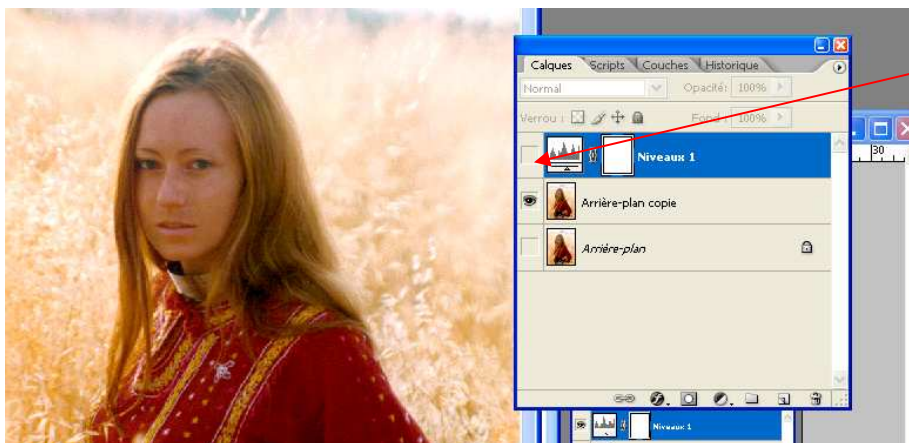 Calques Scripts Couches Historique
Normal Opacité: 100%
Verrou : Fond : 100%
30
Niveaux 1
Arrière-plan copie
Arrière-plan
Niveaux 1